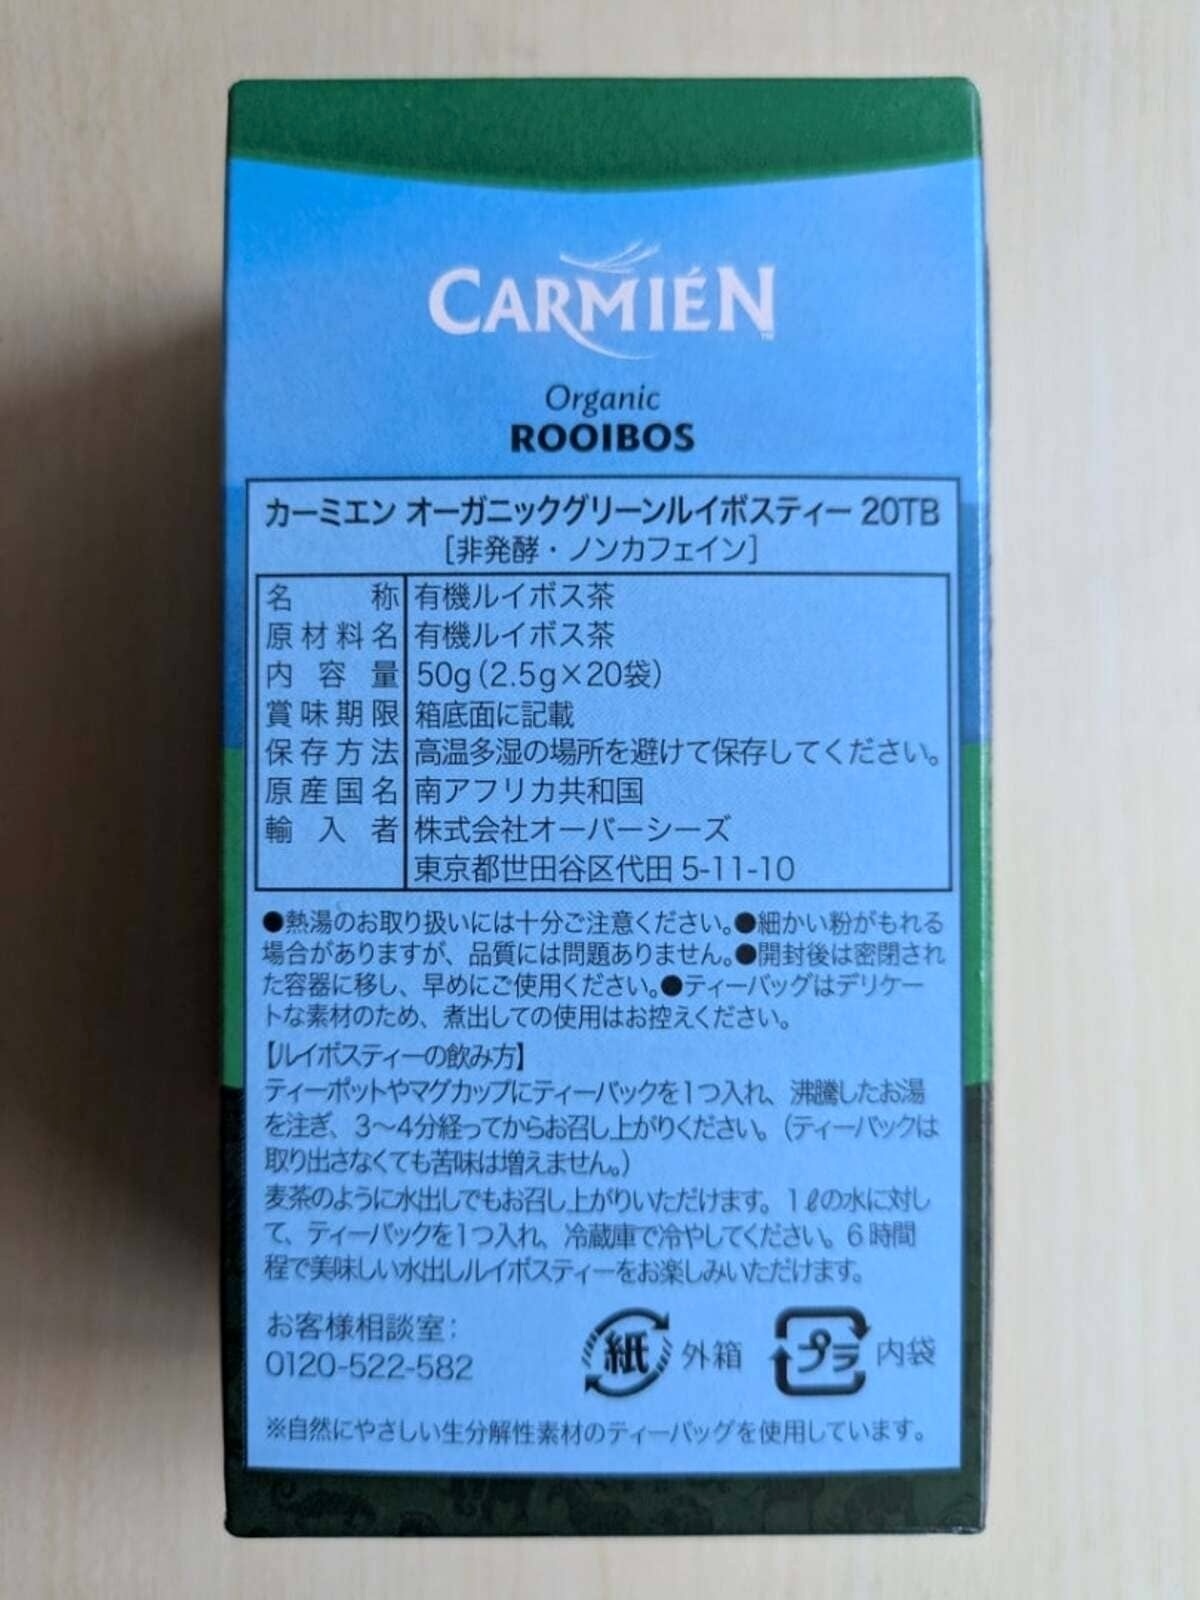 CARMIÉN™
Organic
ROOIBOS
カーミエン オーガニックグリーンルイボスティー 20TB
[非発酵・ノンカフェイン]
名称 有機ルイボス茶
原材料名 有機ルイボス茶
内容量 50g(2.5g×20袋)
賞味期限 箱底面に記載
保存方法 高温多湿の場所を避けて保存してください。
原産国名 南アフリカ共和国
輸入者 株式会社オーバーシーズ
東京都世田谷区代田 5-11-10
●熱湯のお取り扱いには十分ご注意ください。●細かい粉がもれる
場合がありますが、品質には問題ありません。●開封後は密閉され
た容器に移し、早めにご使用ください。●ティーバッグはデリケー
トな素材のため、煮出しての使用はお控えください。
【ルイボスティーの飲み方】
ティーポットやマグカップにティーバックを1つ入れ、沸騰したお湯
を注ぎ、3～4分経ってからお召し上がりください。(ティーバックは
取り出さなくても苦味は増えません。)
麦茶のように水出しでもお召し上がりいただけます。1ℓの水に対し
て、ティーバックを1つ入れ、冷蔵庫で冷やしてください。6時間
程で美味しい水出しルイボスティーをお楽しみいただけます。
お客様相談室：
0120-522-582
紙 外箱 プラ 内袋
※自然にやさしい生分解性素材のティーバッグを使用しています。